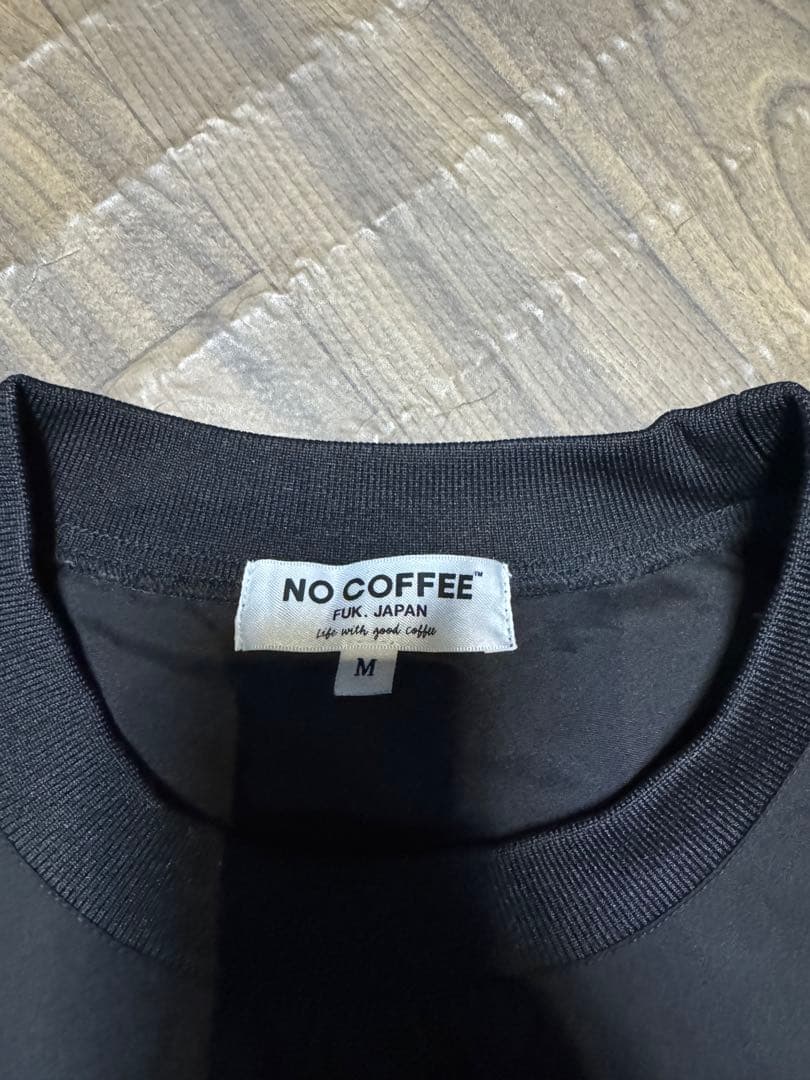 NO COFFEE™
FUK. JAPAN
Life with good coffee
M